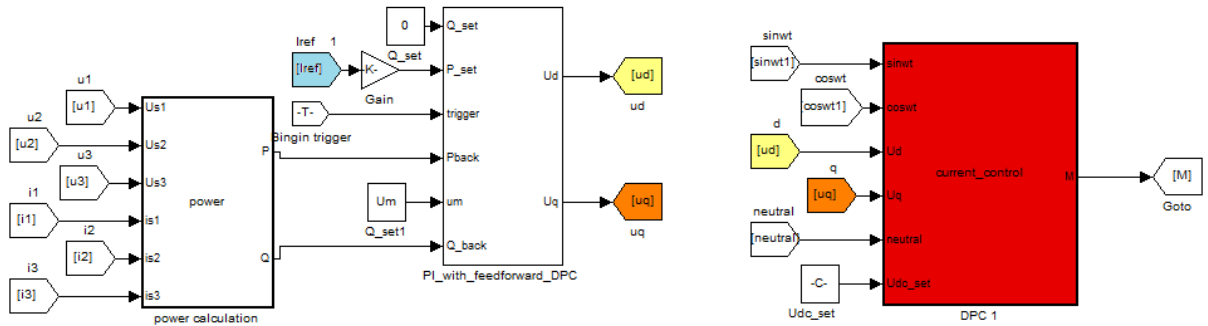 u1
[u1]
u2
[u2]
u3
[u3]
i1
[i1]
i2
[i2]
i3
[i3]
Us1
Us2
Us3
is1
is2
is3
power
P
Q
power calculation
0
Q_set
Iref 1
[Iref]
-K-
Gain
-T-
Bingin trigger
Um
Q_set1
Q_set
P_set
trigger
Pback
um
Q_back
Ud
Uq
PI_with_feedforward_DPC
[ud]
ud
[uq]
uq
sinwt
[sinwt1]
coswt
[coswt1]
d
[ud]
q
[uq]
neutral
[neutral]
-C-
Udo_set
sinwt
coswt
Ud
Uq
neutral
Udo_set
current_control
M
DPC 1
[M]
Goto